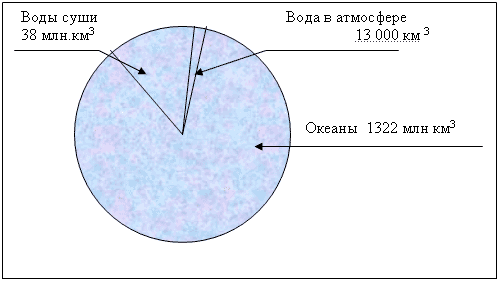 Воды суши
38 млн.км3
Вода в атмосфере
13 000 км 3
Океаны 1322 млн км3